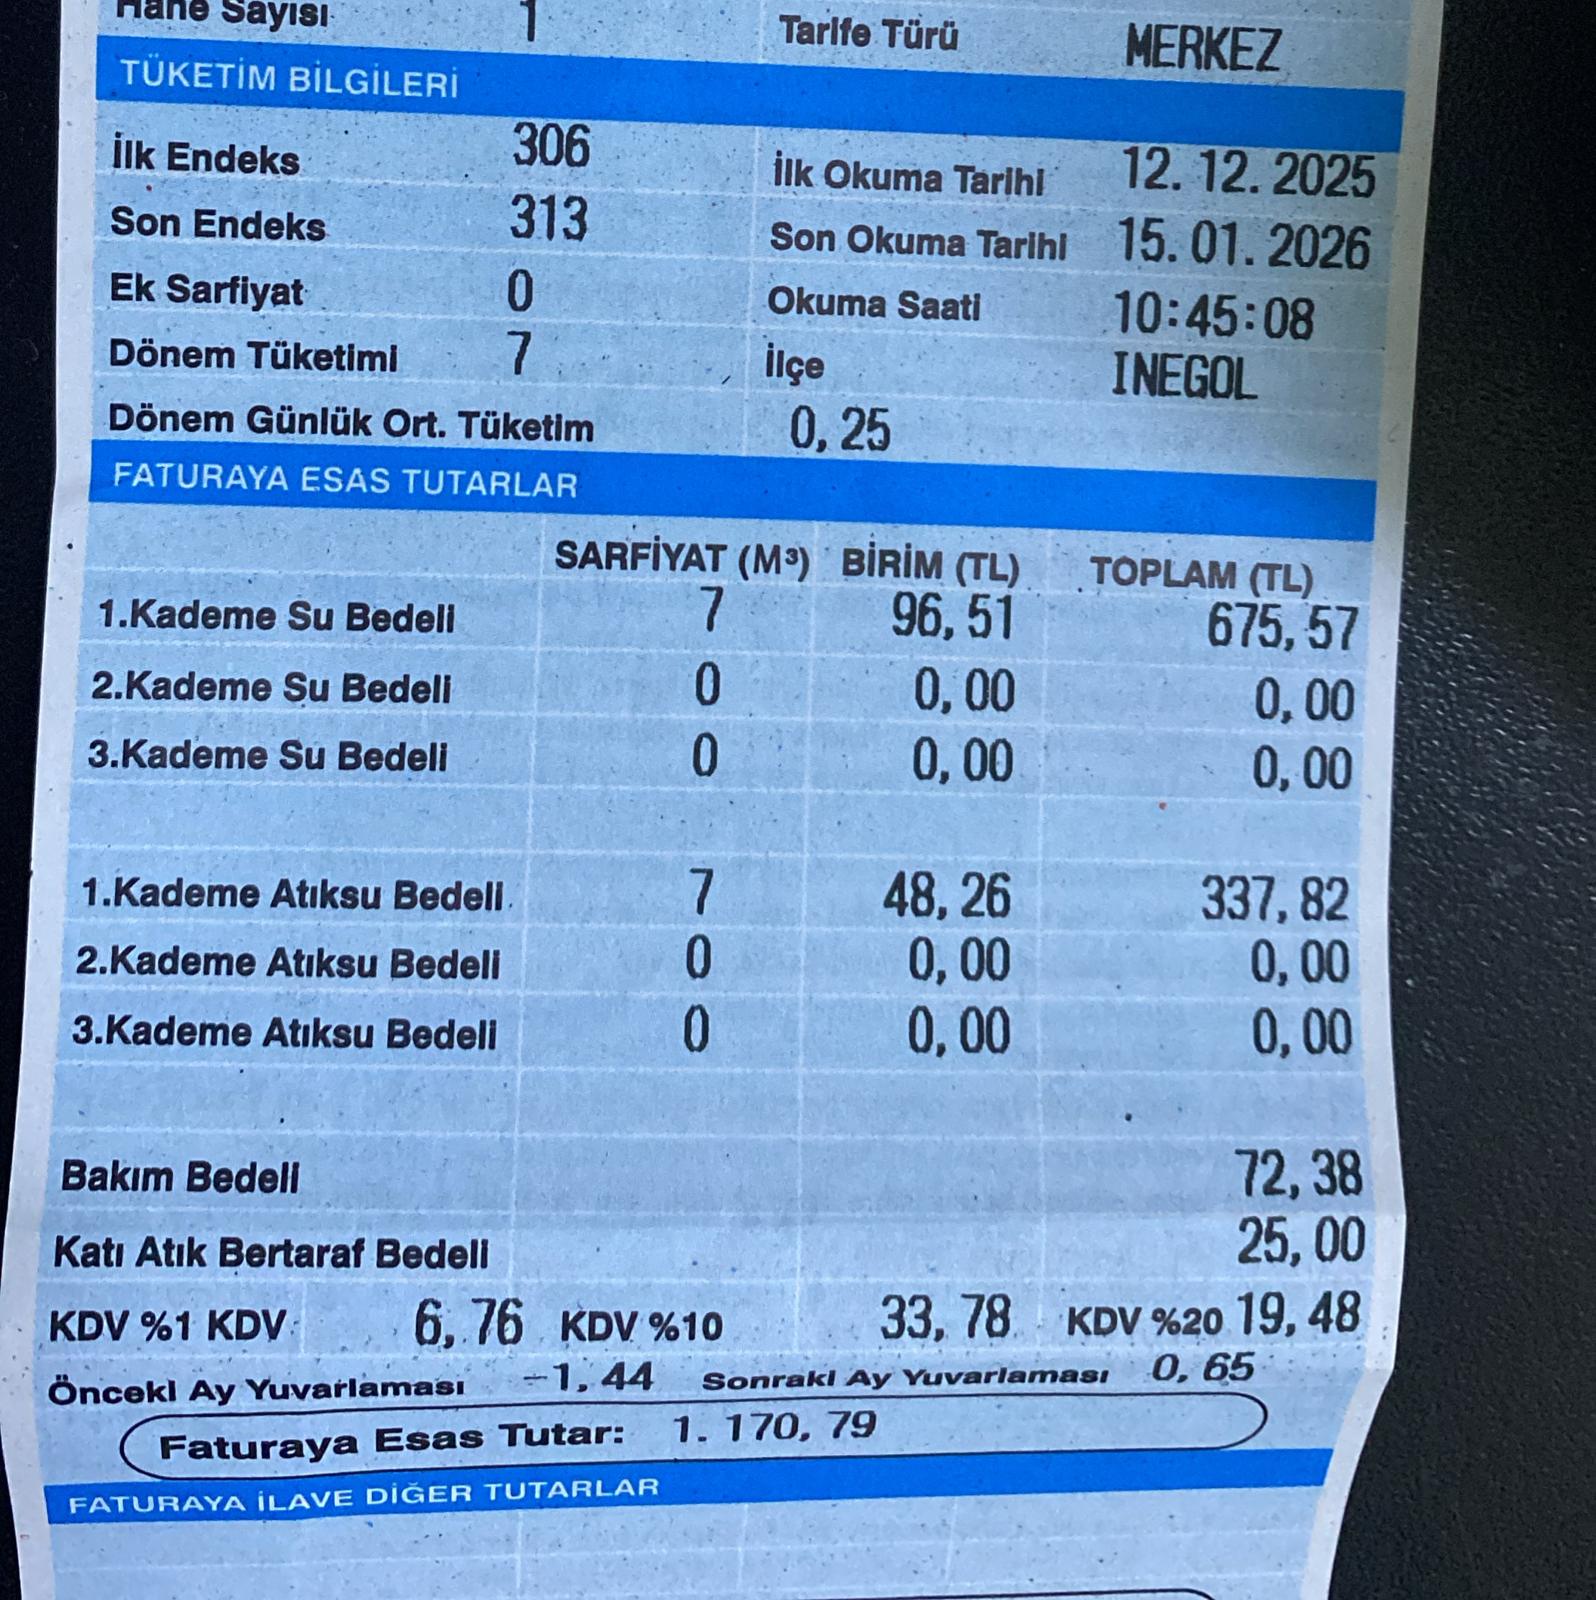 Hane Sayısı 1 Tarife Türü MERKEZ
TÜKETİM BİLGİLERİ
İlk Endeks 306 İlk Okuma Tarihi 12.12.2025
Son Endeks 313 Son Okuma Tarihi 15.01.2026
Ek Sarfiyat 0 Okuma Saati 10:45:08
Dönem Tüketimi 7 İlçe INEGOL
Dönem Günlük Ort. Tüketim 0,25
FATURAYA ESAS TUTARLAR
SARFİYAT (M³) BİRİM (TL) TOPLAM (TL)
1.Kademe Su Bedeli 7 96,51 675,57
2.Kademe Su Bedeli 0 0,00 0,00
3.Kademe Su Bedeli 0 0,00 0,00
1.Kademe Atıksu Bedeli 7 48,26 337,82
2.Kademe Atıksu Bedeli 0 0,00 0,00
3.Kademe Atıksu Bedeli 0 0,00 0,00
Bakım Bedeli 72,38
Katı Atık Bertaraf Bedeli 25,00
KDV %1 KDV 6,76 KDV %10 33,78 KDV %20 19,48
Önceki Ay Yuvarlaması -1,44 Sonraki Ay Yuvarlaması 0,65
Faturaya Esas Tutar: 1.170,79
FATURAYA İLAVE DİĞER TUTARLAR